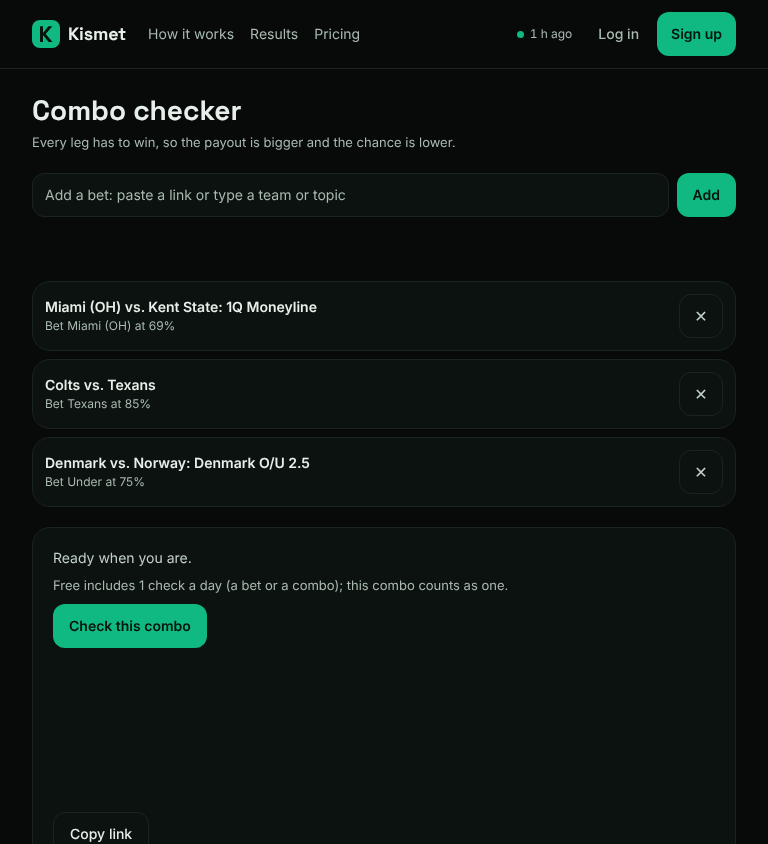 K Kismet How it works Results Pricing 1 h ago Log in Sign up
Combo checker
Every leg has to win, so the payout is bigger and the chance is lower.
Add a bet: paste a link or type a team or topic Add
Miami (OH) vs. Kent State: 1Q Moneyline
Bet Miami (OH) at 69%
Colts vs. Texans
Bet Texans at 85%
Denmark vs. Norway: Denmark O/U 2.5
Bet Under at 75%
Ready when you are.
Free includes 1 check a day (a bet or a combo); this combo counts as one.
Check this combo
Copy link